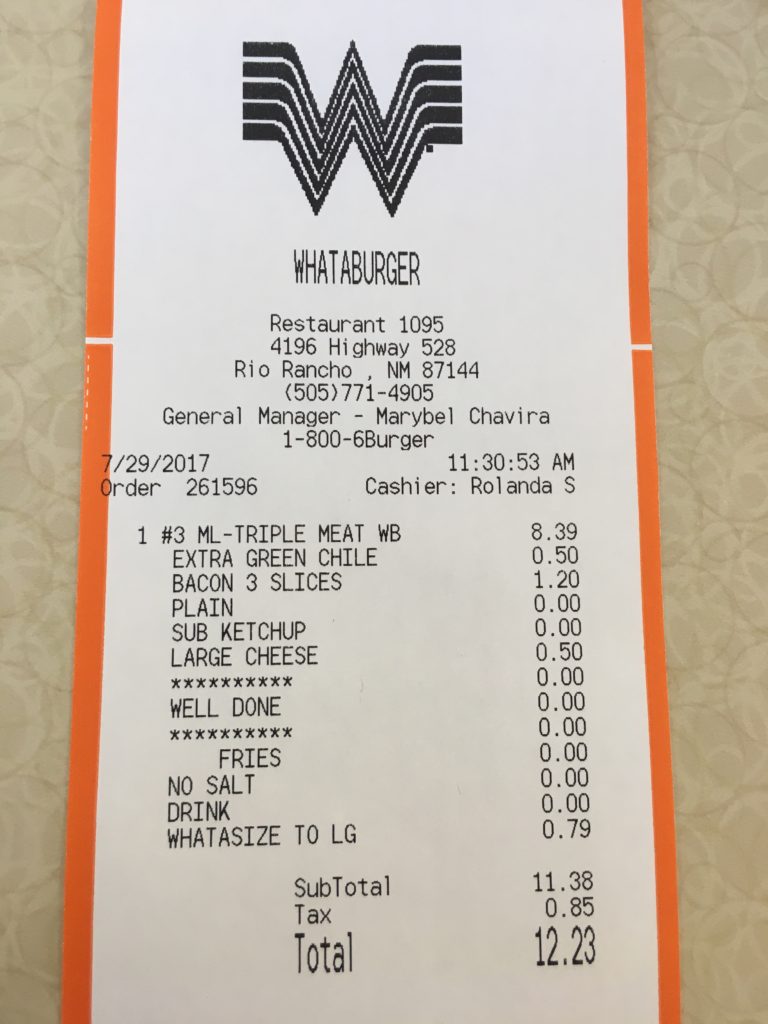 WHATABURGER
Restaurant 1095
4196 Highway 528
Rio Rancho , NM 87144
(505)771-4905
General Manager - Marybel Chavira
1-800-6Burger
7/29/2017 11:30:53 AM
Order 261596 Cashier: Rolanda S
1 #3 ML-TRIPLE MEAT WB 8.39
EXTRA GREEN CHILE 0.50
BACON 3 SLICES 1.20
PLAIN 0.00
SUB KETCHUP 0.00
LARGE CHEESE 0.50
********** 0.00
WELL DONE 0.00
********** 0.00
FRIES 0.00
NO SALT 0.00
DRINK 0.00
WHATASIZE TO LG 0.79
SubTotal 11.38
Tax 0.85
Total 12.23